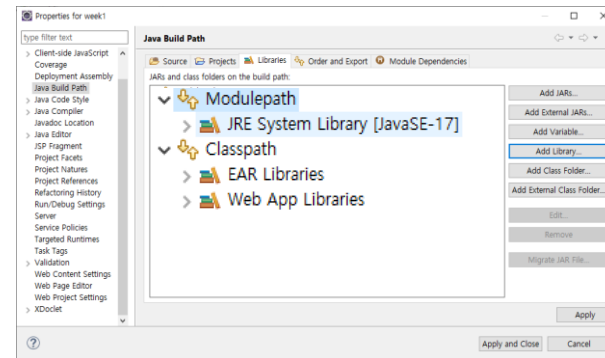 Properties for week1
type filter text
Client-side JavaScript
Coverage
Deployment Assembly
Java Build Path
Java Code Style
Java Compiler
Javadoc Location
Java Editor
JSP Fragment
Project Facets
Project Natures
Project References
Refactoring History
Run/Debug Settings
Server
Service Policies
Targeted Runtimes
Task Tags
Validation
Web Content Settings
Web Page Editor
Web Project Settings
XDoclet
Java Build Path
Source Projects Libraries Order and Export Module Dependencies
JARs and class folders on the build path:
Modulepath
JRE System Library [JavaSE-17]
Classpath
EAR Libraries
Web App Libraries
Add JARs...
Add External JARs...
Add Variable...
Add Library...
Add Class Folder...
Add External Class Folder...
Edit...
Remove
Migrate JAR File...
Apply
Apply and Close Cancel